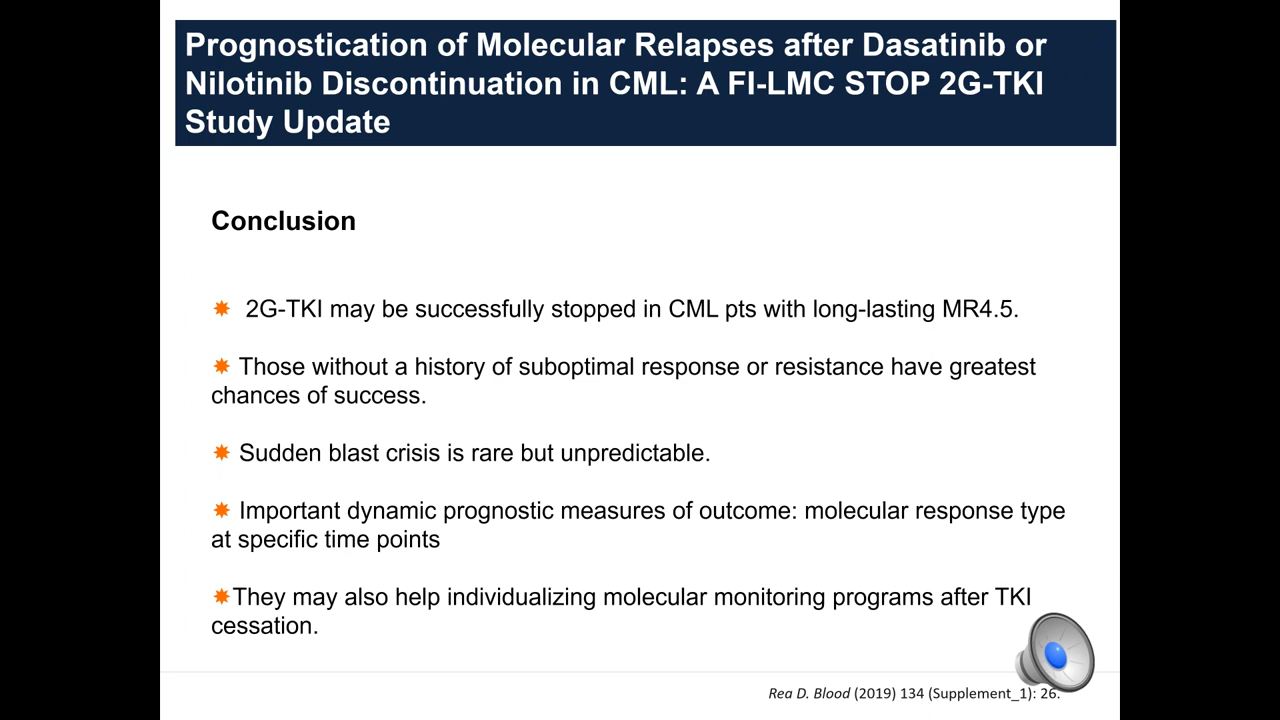 Prognostication of Molecular Relapses after Dasatinib or
Nilotinib Discontinuation in CML: A FI-LMC STOP 2G-TKI
Study Update
Conclusion
2G-TKI may be successfully stopped in CML pts with long-lasting MR4.5.
Those without a history of suboptimal response or resistance have greatest
chances of success.
Sudden blast crisis is rare but unpredictable.
Important dynamic prognostic measures of outcome: molecular response type
at specific time points
They may also help individualizing molecular monitoring programs after TKI
cessation.
Rea D. Blood (2019) 134 (Supplement_1): 26.